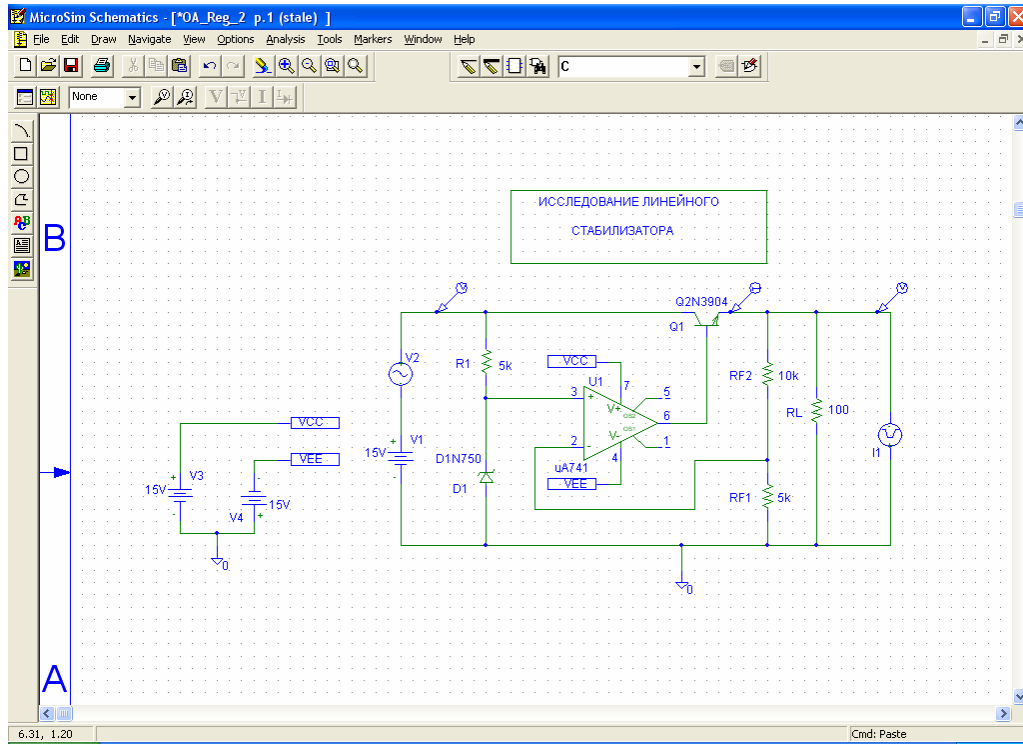 MicroSim Schematics - [*OA_Reg_2 p.1 (stale) ]
File Edit Draw Navigate View Options Analysis Tools Markers Window Help
C
None
V V I
ABC
B
ИССЛЕДОВАНИЕ ЛИНЕЙНОГО
СТАБИЛИЗАТОРА
V V
Q2N3904
Q1
V2
R1 5k
VCC
U1
7
3 + V+ 5
OS2
6
OS1
2 - V- 1
4
uA741
VEE
RF2 10k
RL 100
I1
VCC
VEE
+ V1
15V
-
D1N750
D1
RF1 5k
+ V3
15V
-
-
15V
V4 +
0
0
A
6.31, 1.20
Cmd: Paste